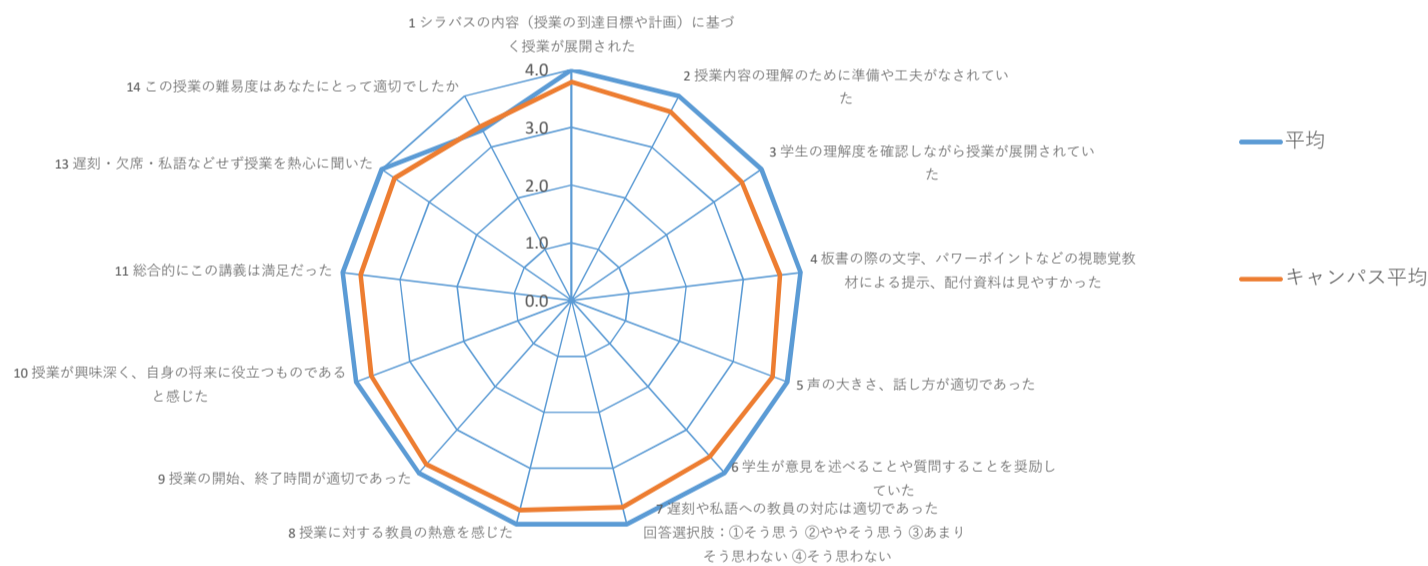 1 シラバスの内容（授業の到達目標や計画）に基づ
く授業が展開された
2 授業内容の理解のために準備や工夫がなされてい
た
3 学生の理解度を確認しながら授業が展開されてい
た
4 板書の際の文字、パワーポイントなどの視聴覚教
材による提示、配付資料は見やすかった
5 声の大きさ、話し方が適切であった
6 学生が意見を述べることや質問することを奨励し
ていた
7 遅刻や私語への教員の対応は適切であった
回答選択肢：①そう思う ②ややそう思う ③あまり
そう思わない ④そう思わない
8 授業に対する教員の熱意を感じた
9 授業の開始、終了時間が適切であった
10 授業が興味深く、自身の将来に役立つものである
と感じた
11 総合的にこの講義は満足だった
13 遅刻・欠席・私語などせず授業を熱心に聞いた
14 この授業の難易度はあなたにとって適切でしたか
4.0
3.0
2.0
1.0
0.0
平均
キャンパス平均